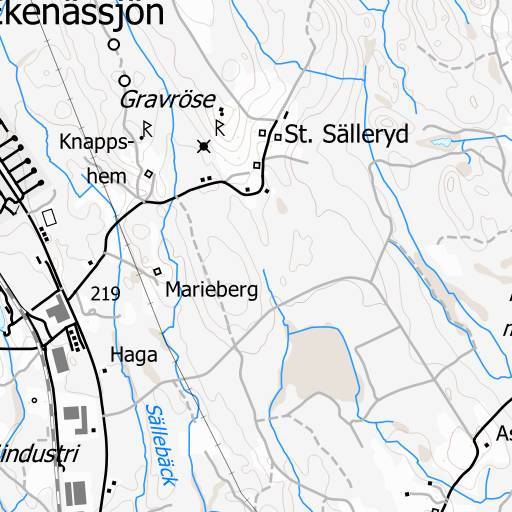 kenässjön
Gravröse
St. Sälleryd
Knapps-
hem
219
Marieberg
Haga
Sällebäck
industri
As